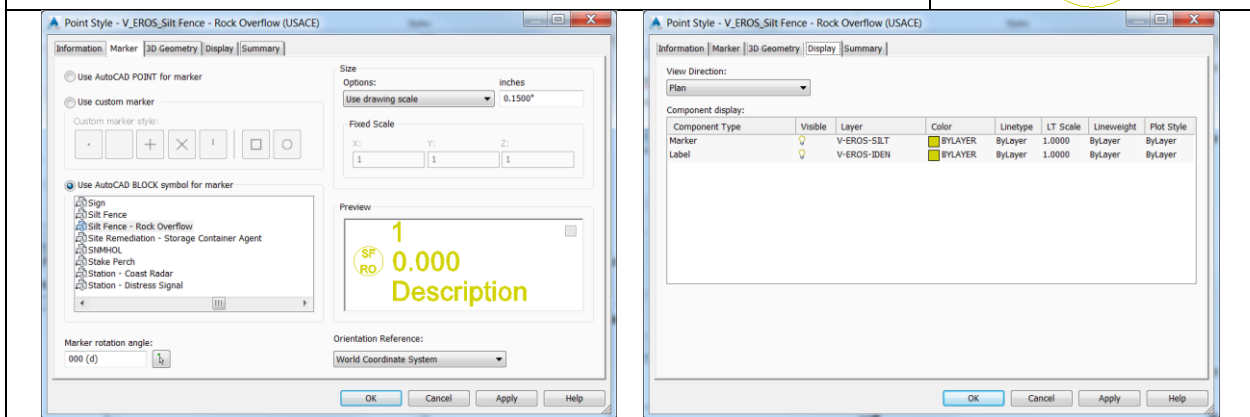 Point Style - V_EROS_Silt Fence - Rock Overflow (USACE)
Information Marker 3D Geometry Display Summary
Use AutoCAD POINT for marker
Use custom marker
Custom marker style:
Use AutoCAD BLOCK symbol for marker
Sign
Silt Fence
Silt Fence - Rock Overflow
Site Remediation - Storage Container Agent
SNMHOL
Stake Perch
Station - Coast Radar
Station - Distress Signal
Marker rotation angle:
000 (d)
Size
Options: inches
Use drawing scale 0.1500"
Fixed Scale
X: Y: Z:
1 1 1
Preview
1
SF
RO
0.000
Description
Orientation Reference:
World Coordinate System
OK Cancel Apply Help
Point Style - V_EROS_Silt Fence - Rock Overflow (USACE)
Information Marker 3D Geometry Display Summary
View Direction:
Plan
Component display:
Component Type Visible Layer Color Linetype LT Scale Lineweight Plot Style
Marker V-EROS-SILT BYLAYER ByLayer 1.0000 ByLayer ByLayer
Label V-EROS-IDEN BYLAYER ByLayer 1.0000 ByLayer ByLayer
OK Cancel Apply Help